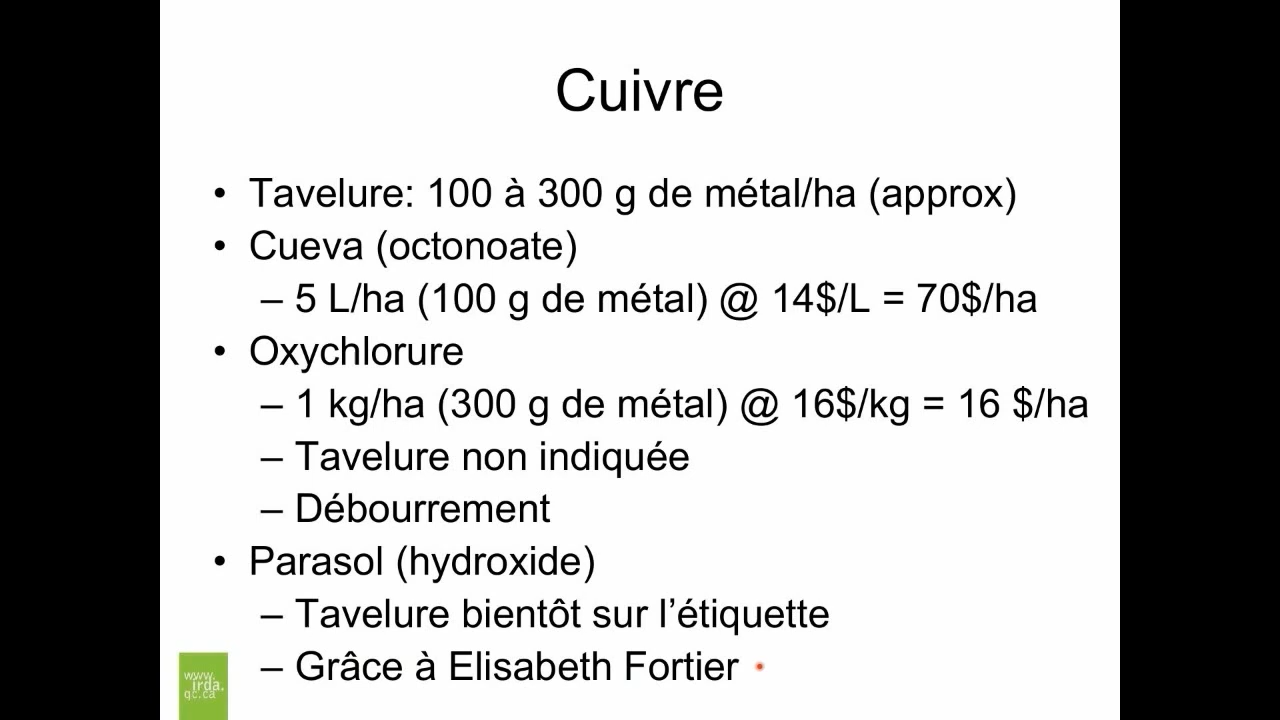 Cuivre
• Tavelure: 100 à 300 g de métal/ha (approx)
• Cueva (octonoate)
– 5 L/ha (100 g de métal) @ 14$/L = 70$/ha
• Oxychlorure
– 1 kg/ha (300 g de métal) @ 16$/kg = 16 $/ha
– Tavelure non indiquée
– Débourrement
• Parasol (hydroxide)
– Tavelure bientôt sur l’étiquette
– Grâce à Elisabeth Fortier
www.
irda.
qc.ca